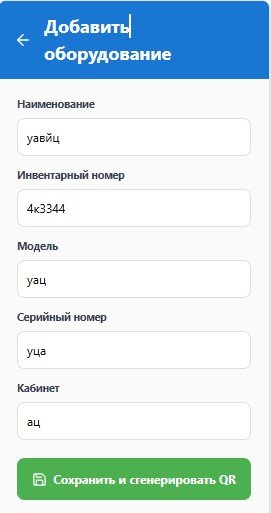 Добавить
оборудование
Наименование
уавйц
Инвентарный номер
4к3344
Модель
уац
Серийный номер
уца
Кабинет
ац
Сохранить и сгенерировать QR